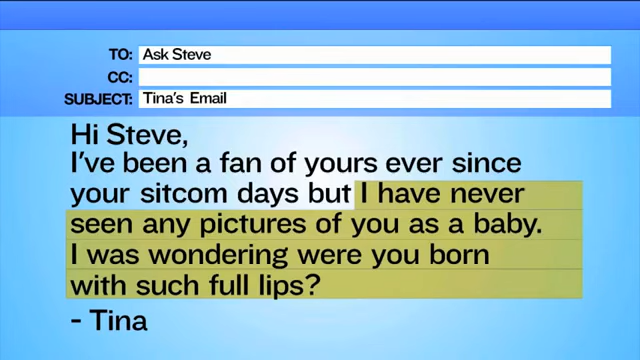 TO: Ask Steve
CC:
SUBJECT: Tina's Email
Hi Steve,
I've been a fan of yours ever since
your sitcom days but I have never
seen any pictures of you as a baby.
I was wondering were you born
with such full lips?
- Tina